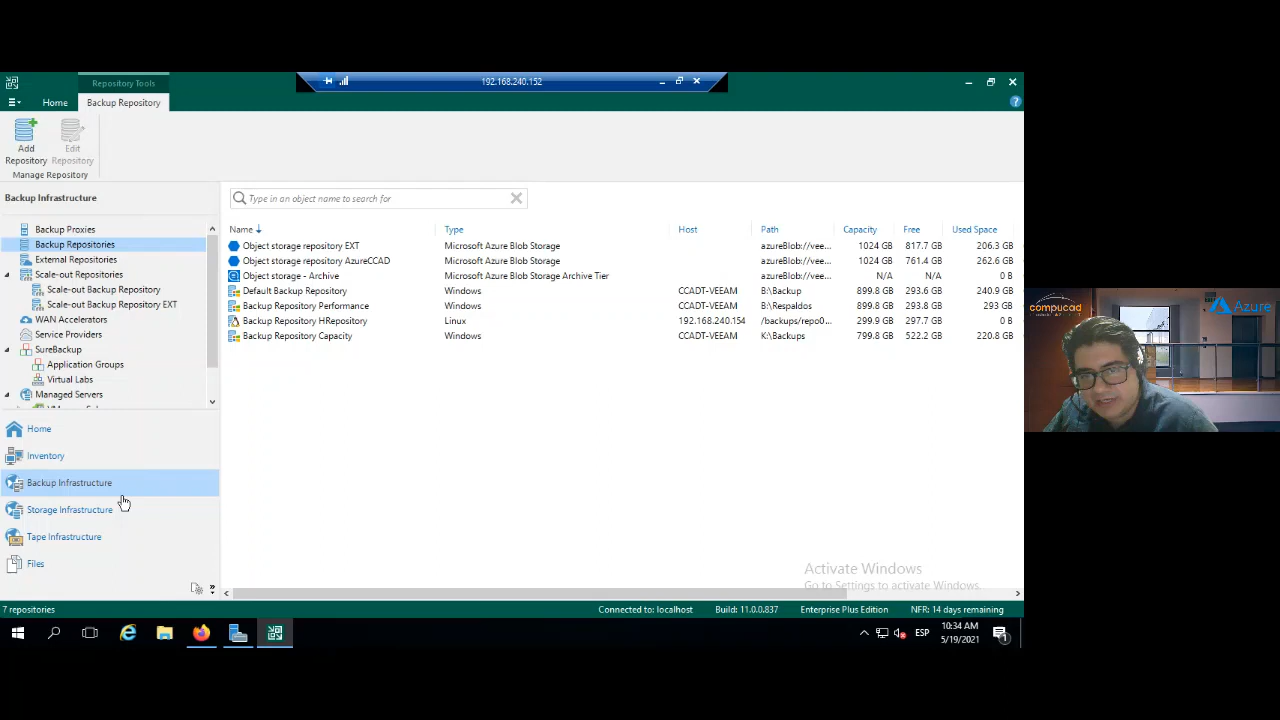 Repository Tools
192.168.240.152
Home
Backup Repository
Add Repository
Edit Repository
Manage Repository
Backup Infrastructure
Type in an object name to search for
Backup Proxies
Backup Repositories
External Repositories
Scale-out Repositories
Scale-out Backup Repository
Scale-out Backup Repository EXT
WAN Accelerators
Service Providers
SureBackup
Application Groups
Virtual Labs
Managed Servers
Home
Inventory
Backup Infrastructure
Storage Infrastructure
Tape Infrastructure
Files
Name Type Host Path Capacity Free Used Space
Object storage repository EXT Microsoft Azure Blob Storage azureBlob://vee... 1024 GB 817.7 GB 206.3 GB
Object storage repository AzureCCAD Microsoft Azure Blob Storage azureBlob://vee... 1024 GB 761.4 GB 262.6 GB
Object storage - Archive Microsoft Azure Blob Storage Archive Tier azureBlob://vee... N/A N/A 0 B
Default Backup Repository Windows CCADT-VEEAM B:\Backup 899.8 GB 293.6 GB 240.9 GB
Backup Repository Performance Windows CCADT-VEEAM B:\Respaldos 899.8 GB 293.8 GB 293 GB
Backup Repository HRepository Linux 192.168.240.154 /backups/repo0... 299.9 GB 297.7 GB 0 B
Backup Repository Capacity Windows CCADT-VEEAM K:\Backups 799.8 GB 522.2 GB 220.8 GB
compucad
Azure
Activate Windows
Go to Settings to activate Windows.
7 repositories
Connected to: localhost
Build: 11.0.0.837
Enterprise Plus Edition
NFR: 14 days remaining
ESP
10:34 AM
5/19/2021